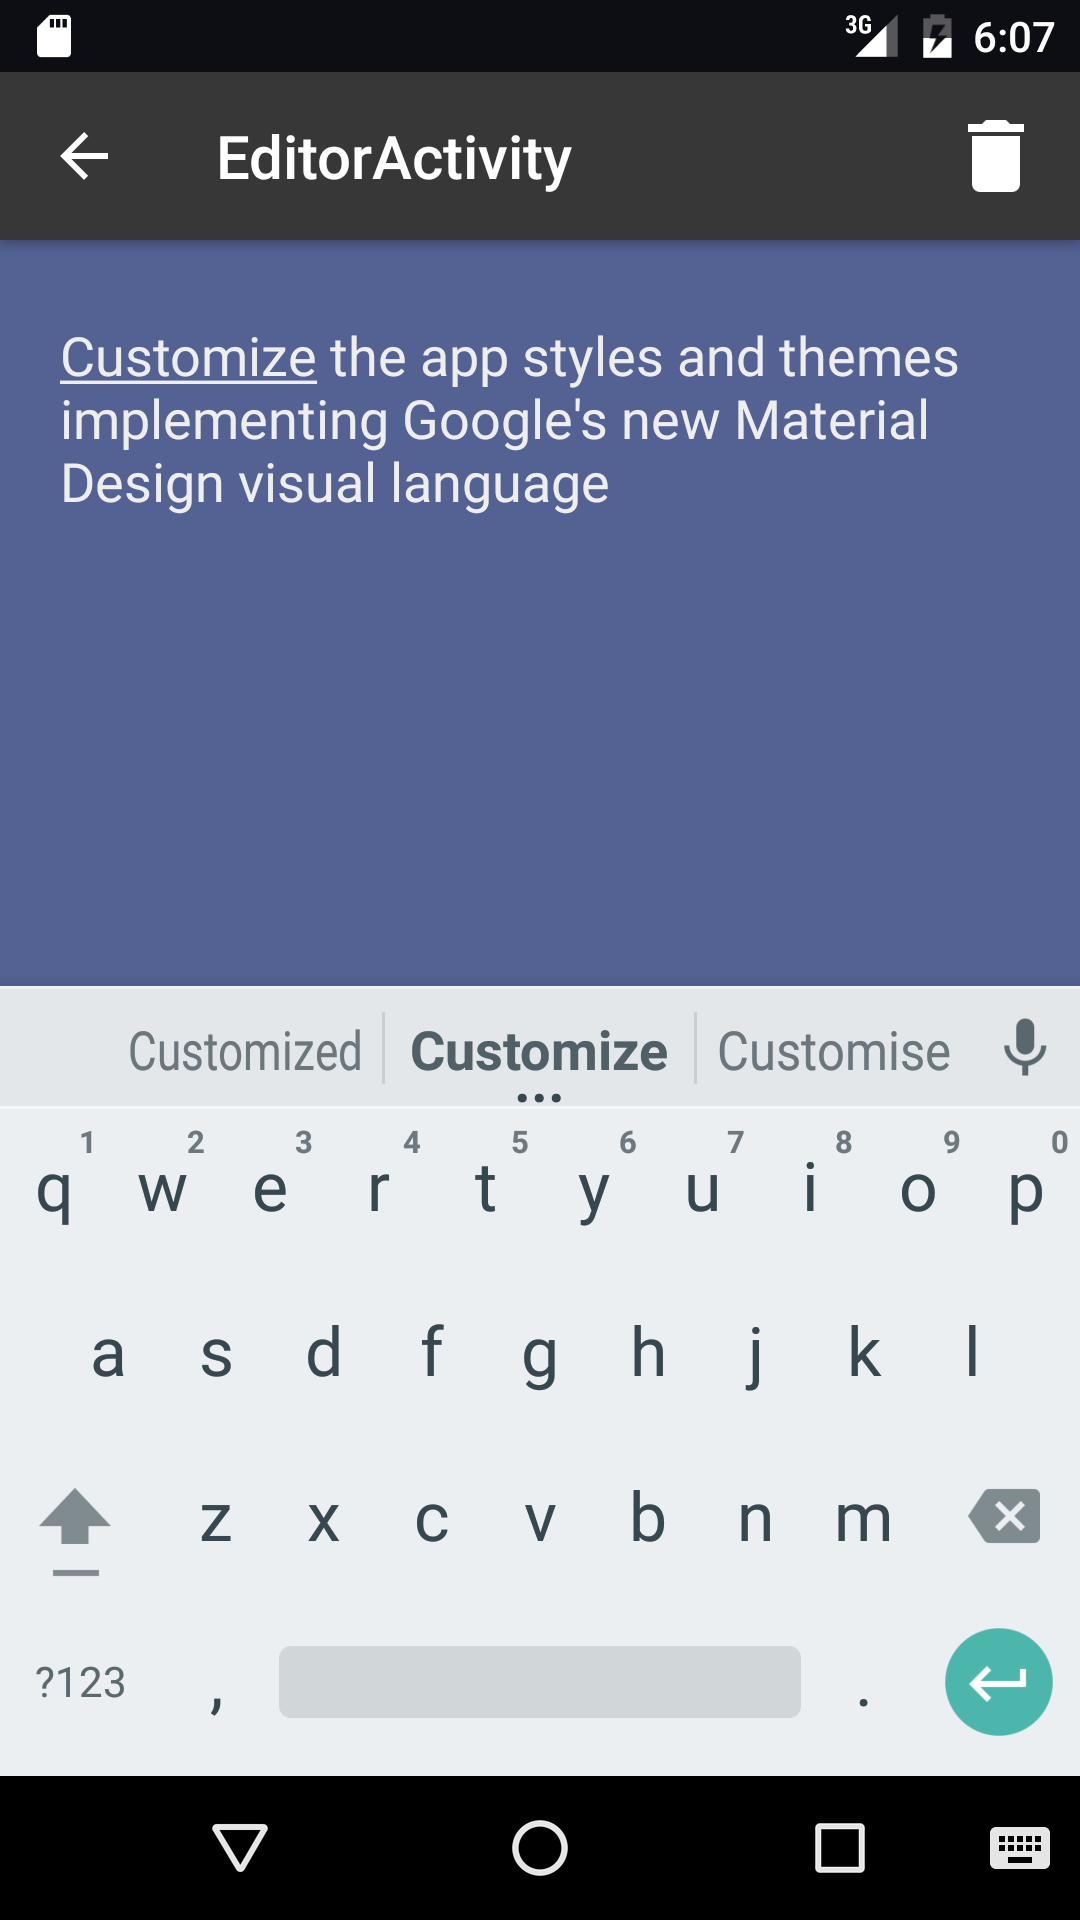 3G 6:07
EditorActivity
Customize the app styles and themes
implementing Google's new Material
Design visual language
Customized Customize Customise
1 2 3 4 5 6 7 8 9 0
q w e r t y u i o p
a s d f g h j k l
z x c v b n m
?123 , .